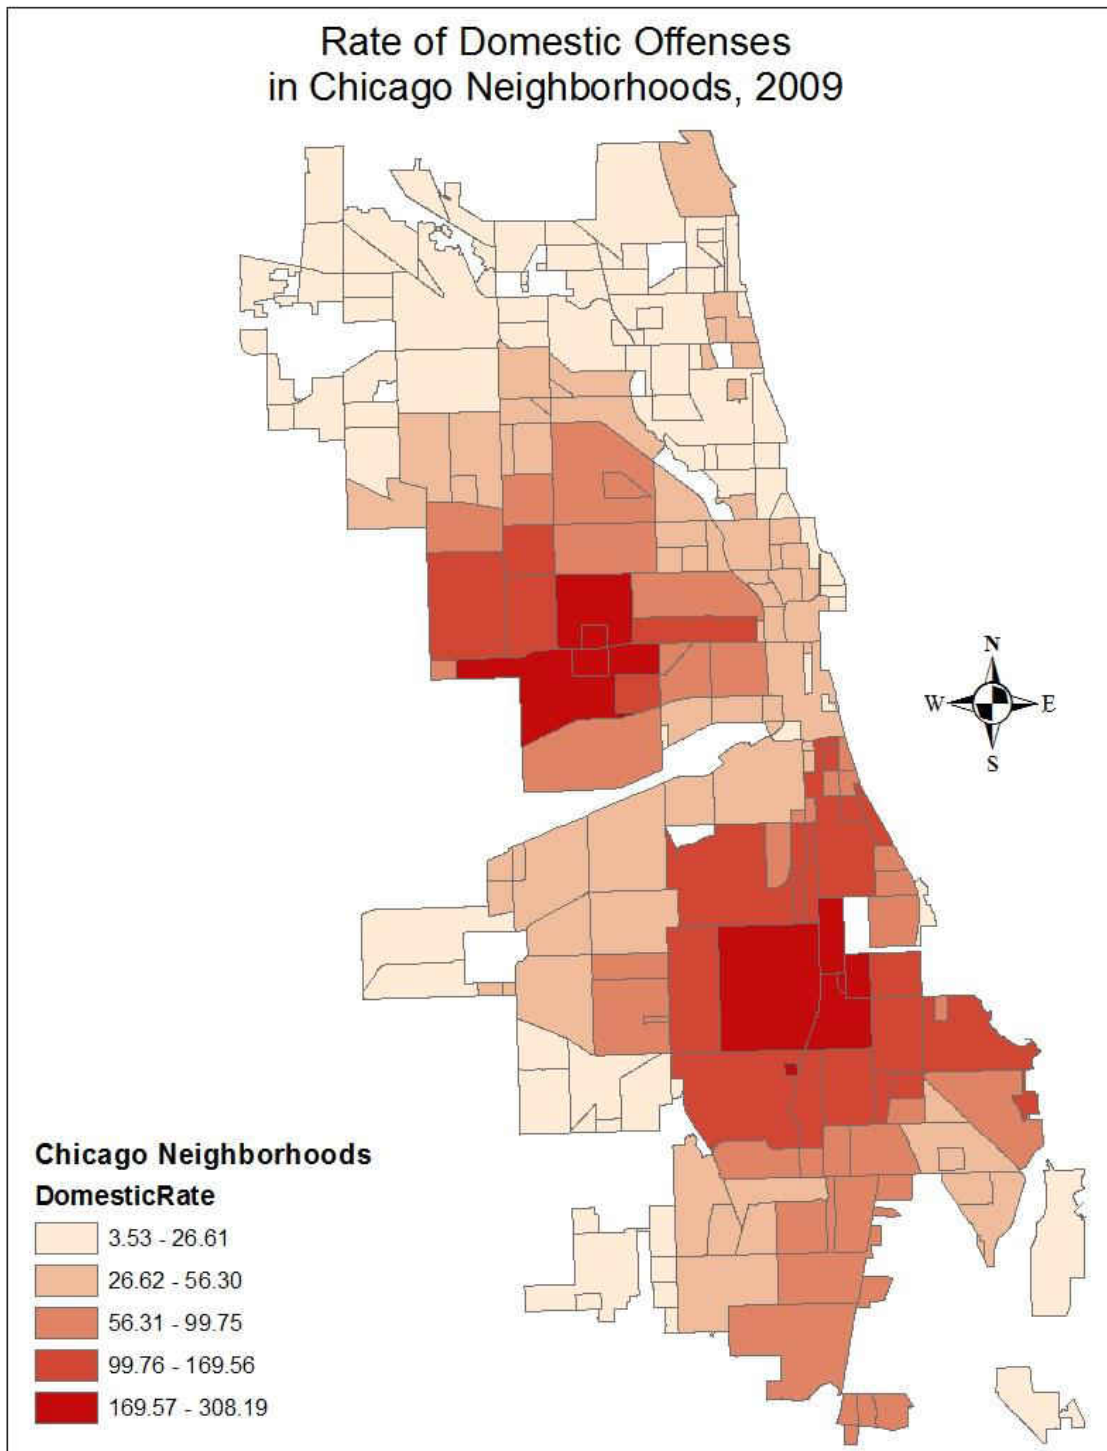 Rate of Domestic Offenses
in Chicago Neighborhoods, 2009
N
W
E
S
Chicago Neighborhoods
DomesticRate
3.53 - 26.61
26.62 - 56.30
56.31 - 99.75
99.76 - 169.56
169.57 - 308.19